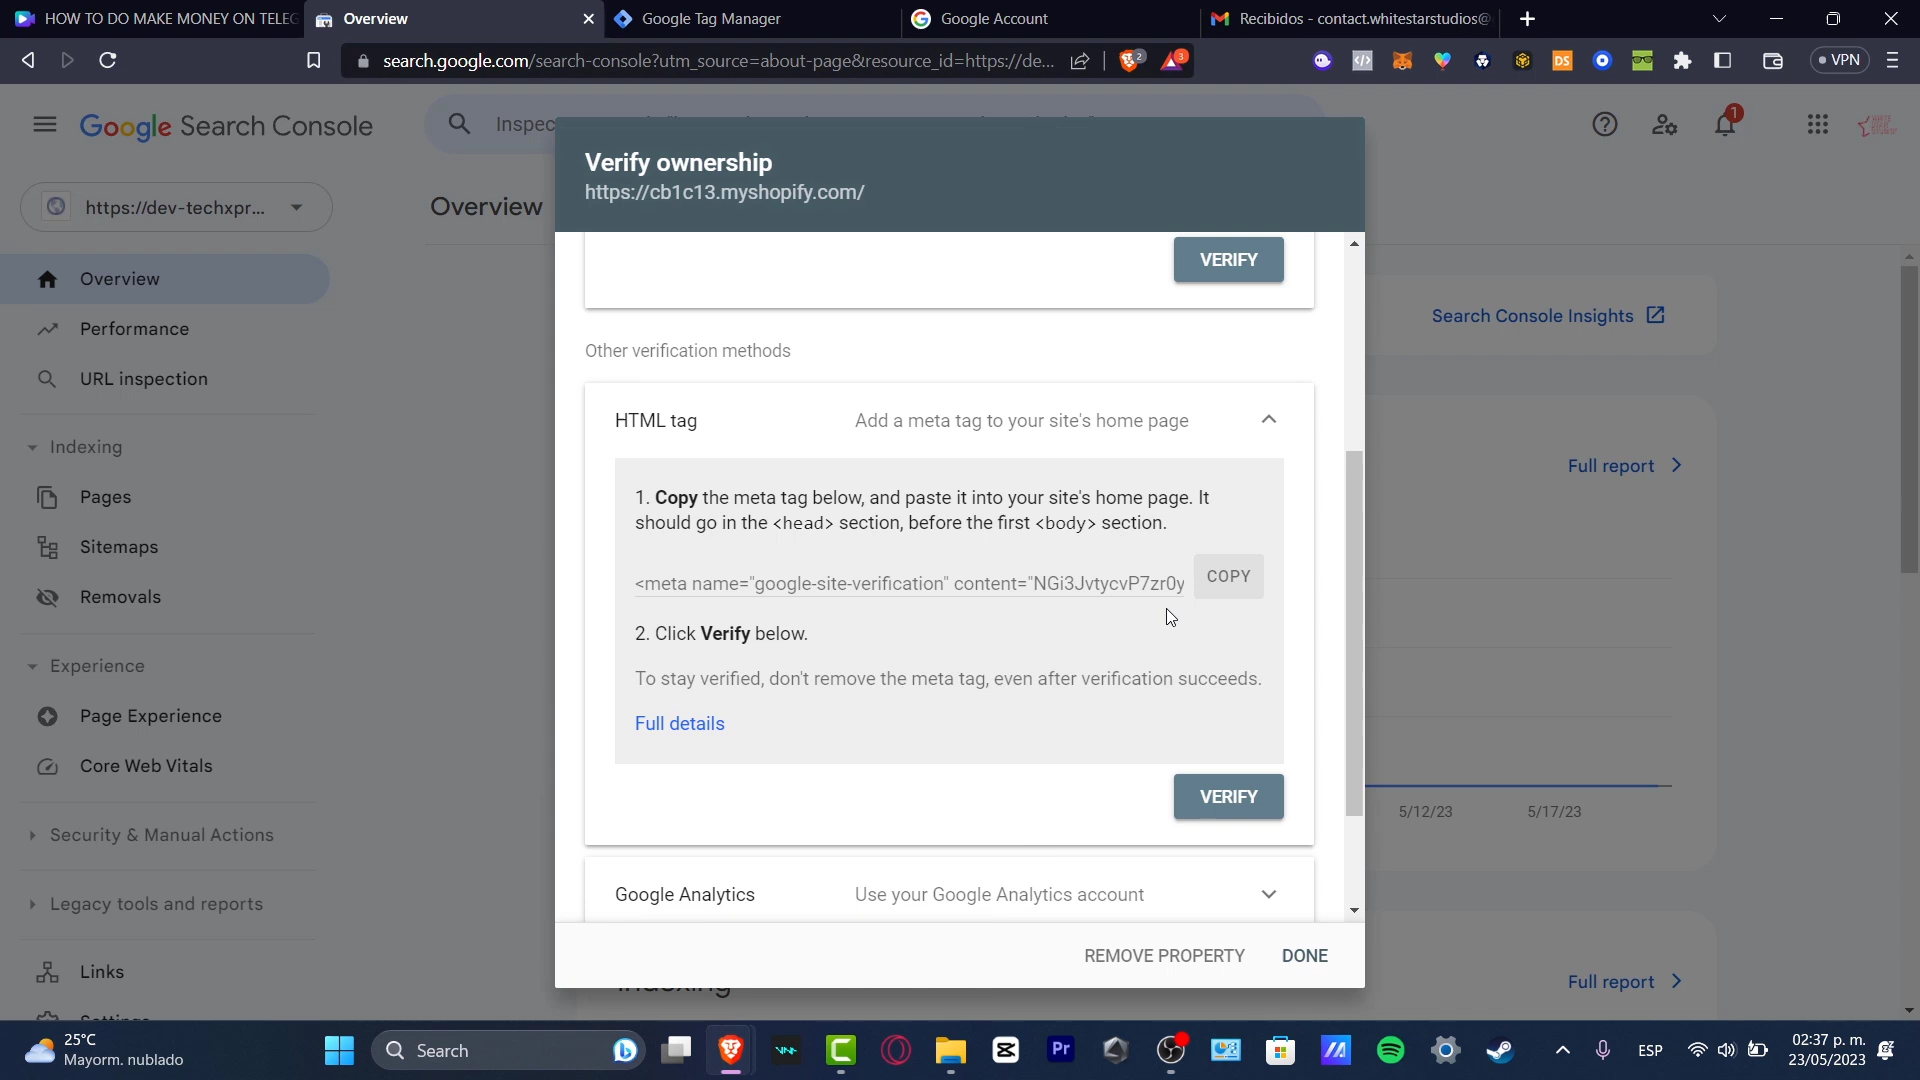 HOW TO DO MAKE MONEY ON TELEG
Overview
Google Tag Manager
Google Account
Recibidos - contact.whitestarstudios@
search.google.com/search-console?utm_source=about-page&resource_id=https://de...
2
3
DS
VPN
Google Search Console
Inspec
1
https://dev-techxpr...
Overview
Overview
Performance
URL inspection
Indexing
Pages
Sitemaps
Removals
Experience
Page Experience
Core Web Vitals
Security & Manual Actions
Legacy tools and reports
Links
Verify ownership
https://cb1c13.myshopify.com/
VERIFY
Other verification methods
HTML tag
Add a meta tag to your site's home page
1. Copy the meta tag below, and paste it into your site's home page. It
should go in the <head> section, before the first <body> section.
<meta name="google-site-verification" content="NGi3JvtycvP7zr0y
COPY
2. Click Verify below.
To stay verified, don't remove the meta tag, even after verification succeeds.
Full details
VERIFY
Google Analytics
Use your Google Analytics account
REMOVE PROPERTY
DONE
Search Console Insights
Full report
5/12/23
5/17/23
Full report
25°C
Mayorm. nublado
Search
Pr
ESP
02:37 p. m.
23/05/2023